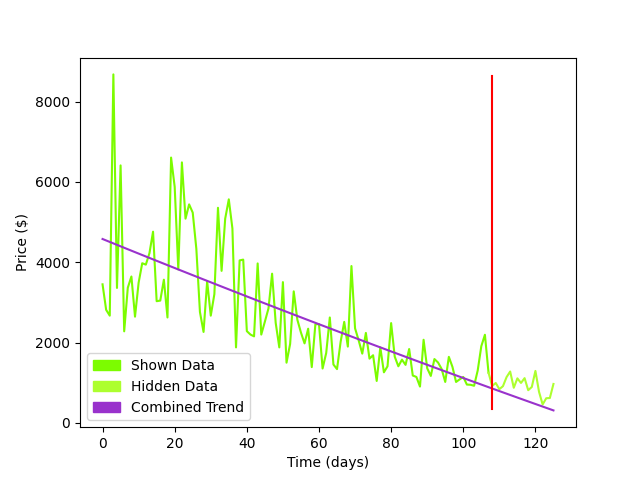 8000
6000
4000
2000
0
Price ($)
Shown Data
Hidden Data
Combined Trend
0 20 40 60 80 100 120
Time (days)